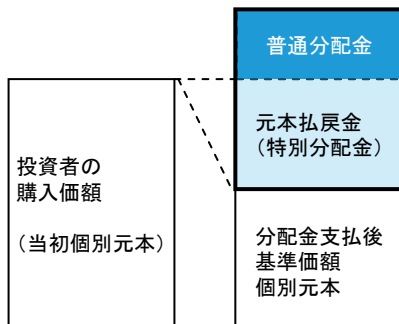 普通分配金
元本払戻金
（特別分配金）
投資者の
購入価額
（当初個別元本）
分配金支払後
基準価額
個別元本